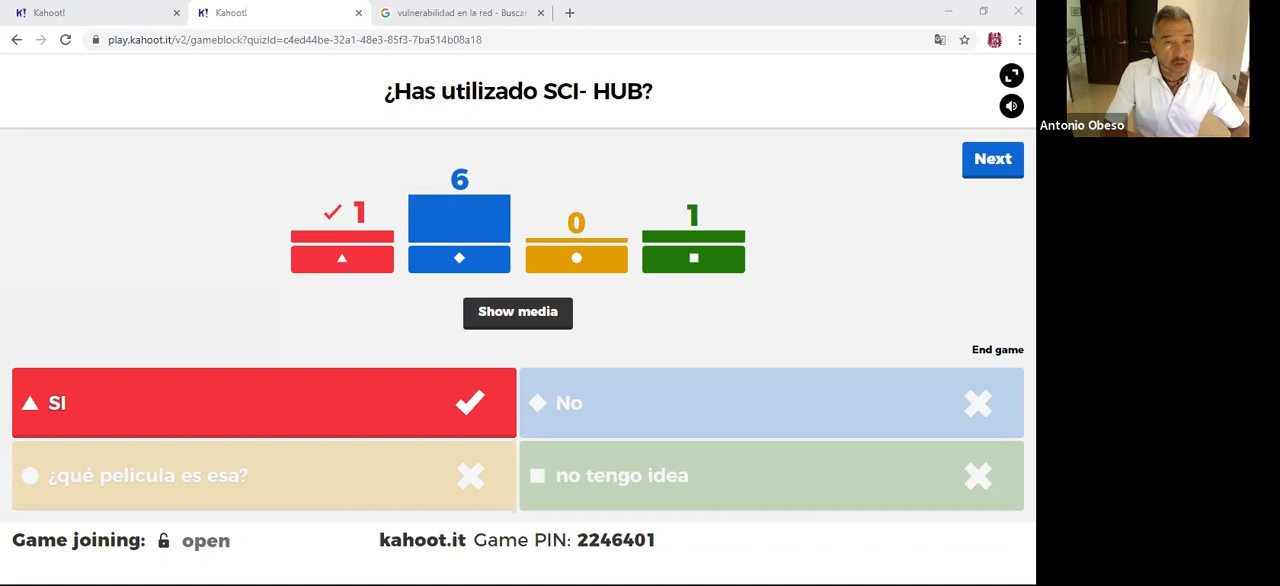 Kahoot!
Kahoot!
vulnerabilidad en la red - Buscar
play.kahoot.it/v2/gameblock?quizId=c4ed44be-32a1-48e3-85f3-7ba514b08a18
¿Has utilizado SCI- HUB?
Antonio Obeso
Next
1
6
0
1
Show media
End game
SI
No
¿qué pelicula es esa?
no tengo idea
Game joining: open
kahoot.it Game PIN: 2246401